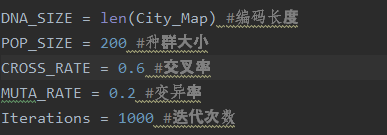 DNA_SIZE = len(City_Map) #编码长度
POP_SIZE = 200 #种群大小
CROSS_RATE = 0.6 #交叉率
MUTA_RATE = 0.2 #变异率
Iterations = 1000 #迭代次数